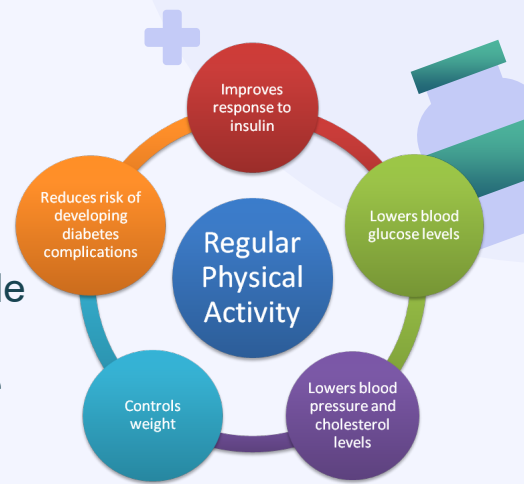 Improves
response to
insulin
Reduces risk of
developing
diabetes
complications
Lowers blood
glucose levels
Regular
Physical
Activity
Controls
weight
Lowers blood
pressure and
cholesterol
levels